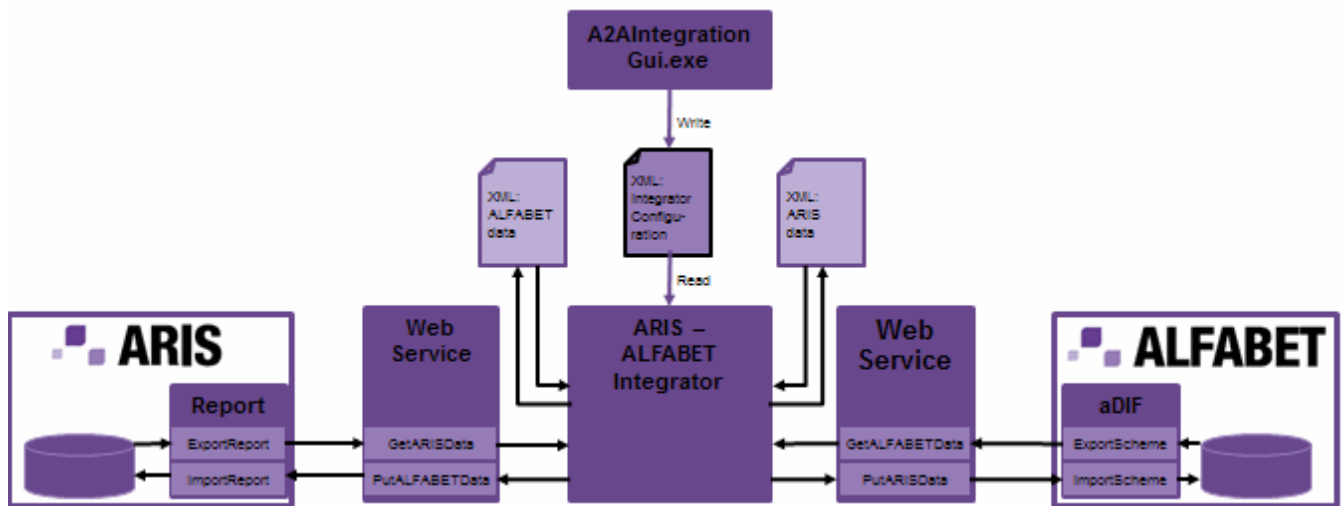 A2AIntegration
Gui.exe
Write
XML:
ALFABET
data
XML:
Integrator
Configu-
ration
XML:
ARIS
data
Read
ARIS
Report
ExportReport
ImportReport
Web
Service
GetARISData
PutALFABETData
ARIS –
ALFABET
Integrator
Web
Service
GetALFABETData
PutARISData
ALFABET
aDIF
ExportScheme
ImportScheme